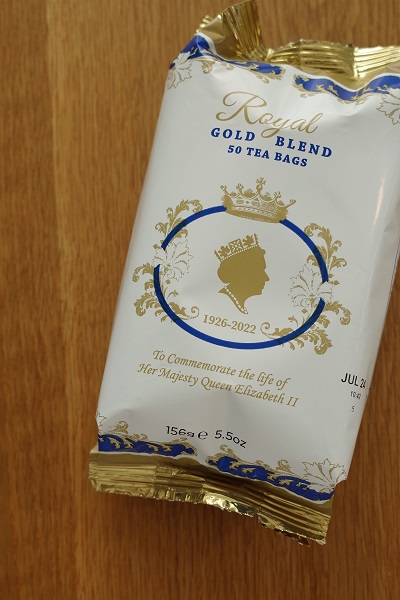 Royal
GOLD BLEND
50 TEA BAGS
1926-2022
To Commemorate the life of
Her Majesty Queen Elizabeth II
JUL 24
156g e 5.5oz